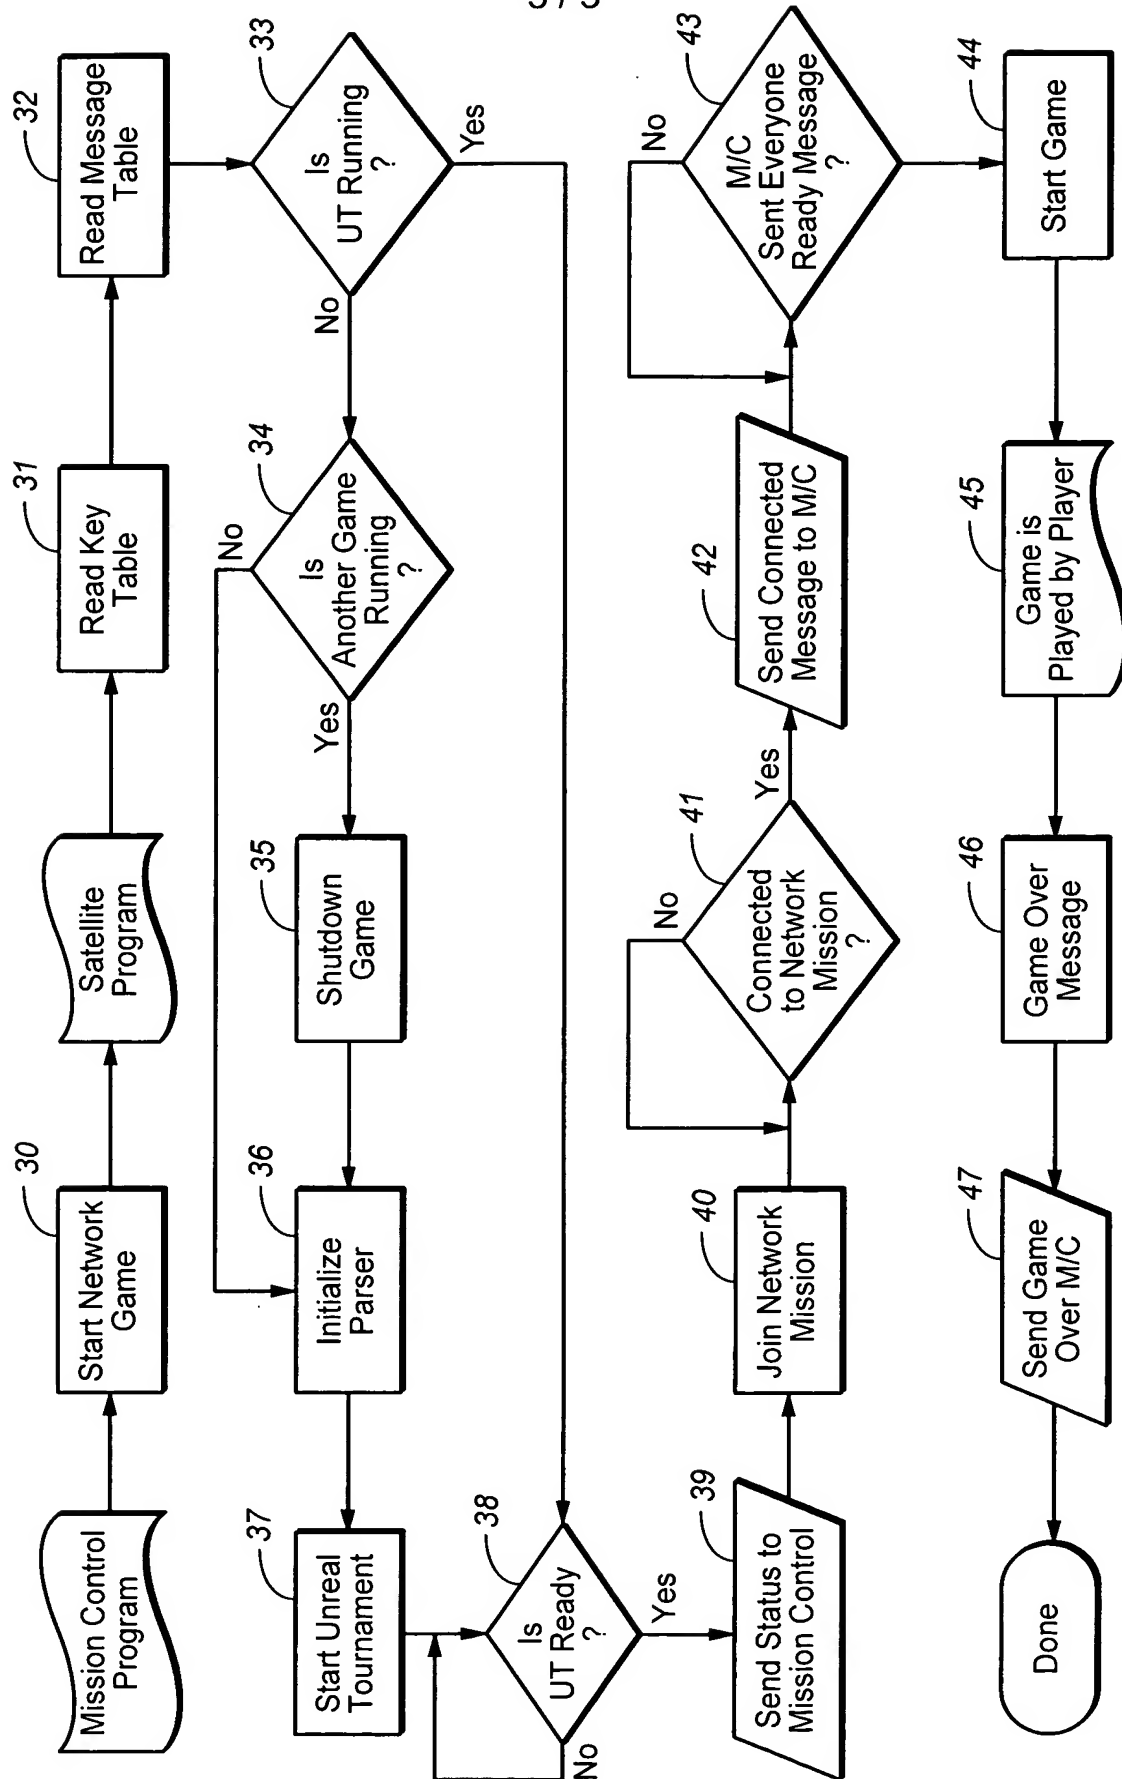 Mission Control
Program
30
Start Network
Game
Satellite
Program
31
Read Key
Table
32
Read Message
Table
33
Is
UT Running
?
Yes
No
34
Is
Another Game
Running
?
No
Yes
35
Shutdown
Game
36
Initialize
Parser
37
Start Unreal
Tournament
38
Is
UT Ready
?
No
Yes
39
Send Status to
Mission Control
40
Join Network
Mission
41
Connected
to Network
Mission
?
No
Yes
42
Send Connected
Message to M/C
43
M/C
Sent Everyone
Ready Message
?
No
44
Start Game
45
Game is
Played by Player
46
Game Over
Message
47
Send Game
Over M/C
Done